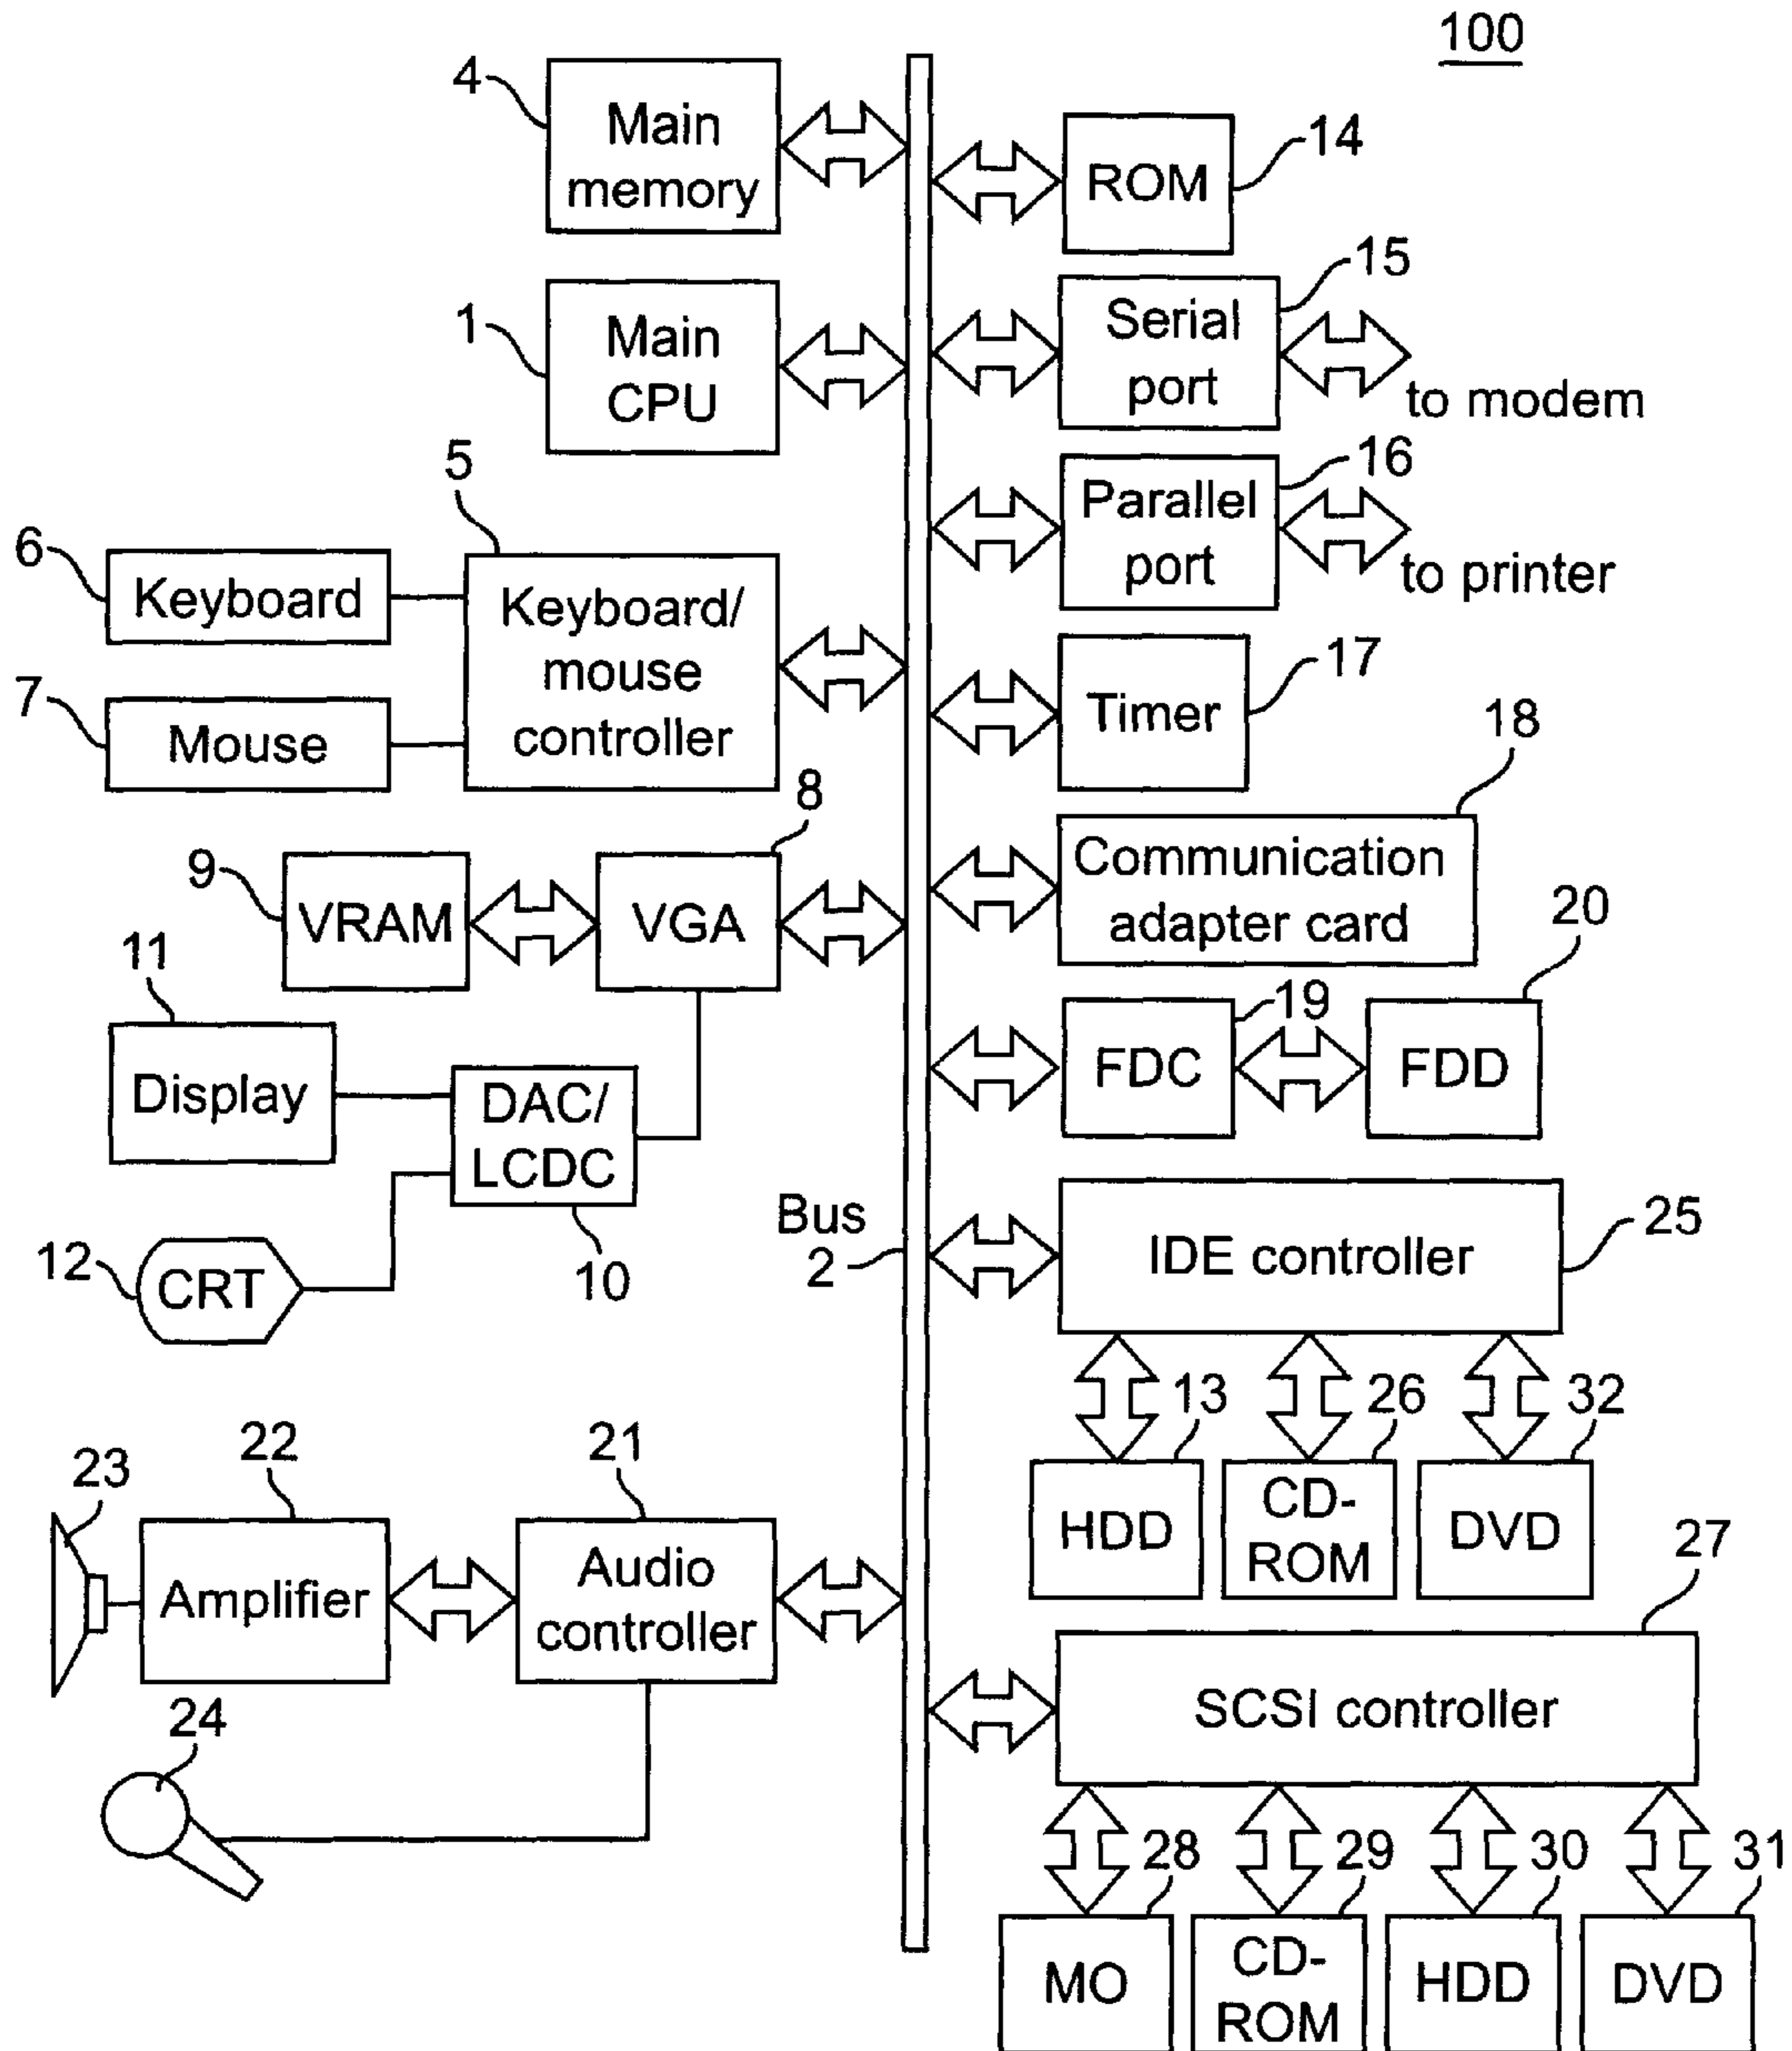 100
4
Main
memory
14
ROM
1
Main
CPU
15
Serial
port
to modem
5
16
Parallel
port
to printer
6
Keyboard
Keyboard/
mouse
controller
7
Mouse
17
Timer
18
Communication
adapter card
8
9
VRAM
VGA
11
Display
DAC/
LCDC
10
12
CRT
19
FDC
20
FDD
Bus
2
IDE controller
25
13
HDD
26
CD-
ROM
32
DVD
23
22
Amplifier
21
Audio
controller
24
27
SCSI controller
28
MO
29
CD-
ROM
30
HDD
31
DVD